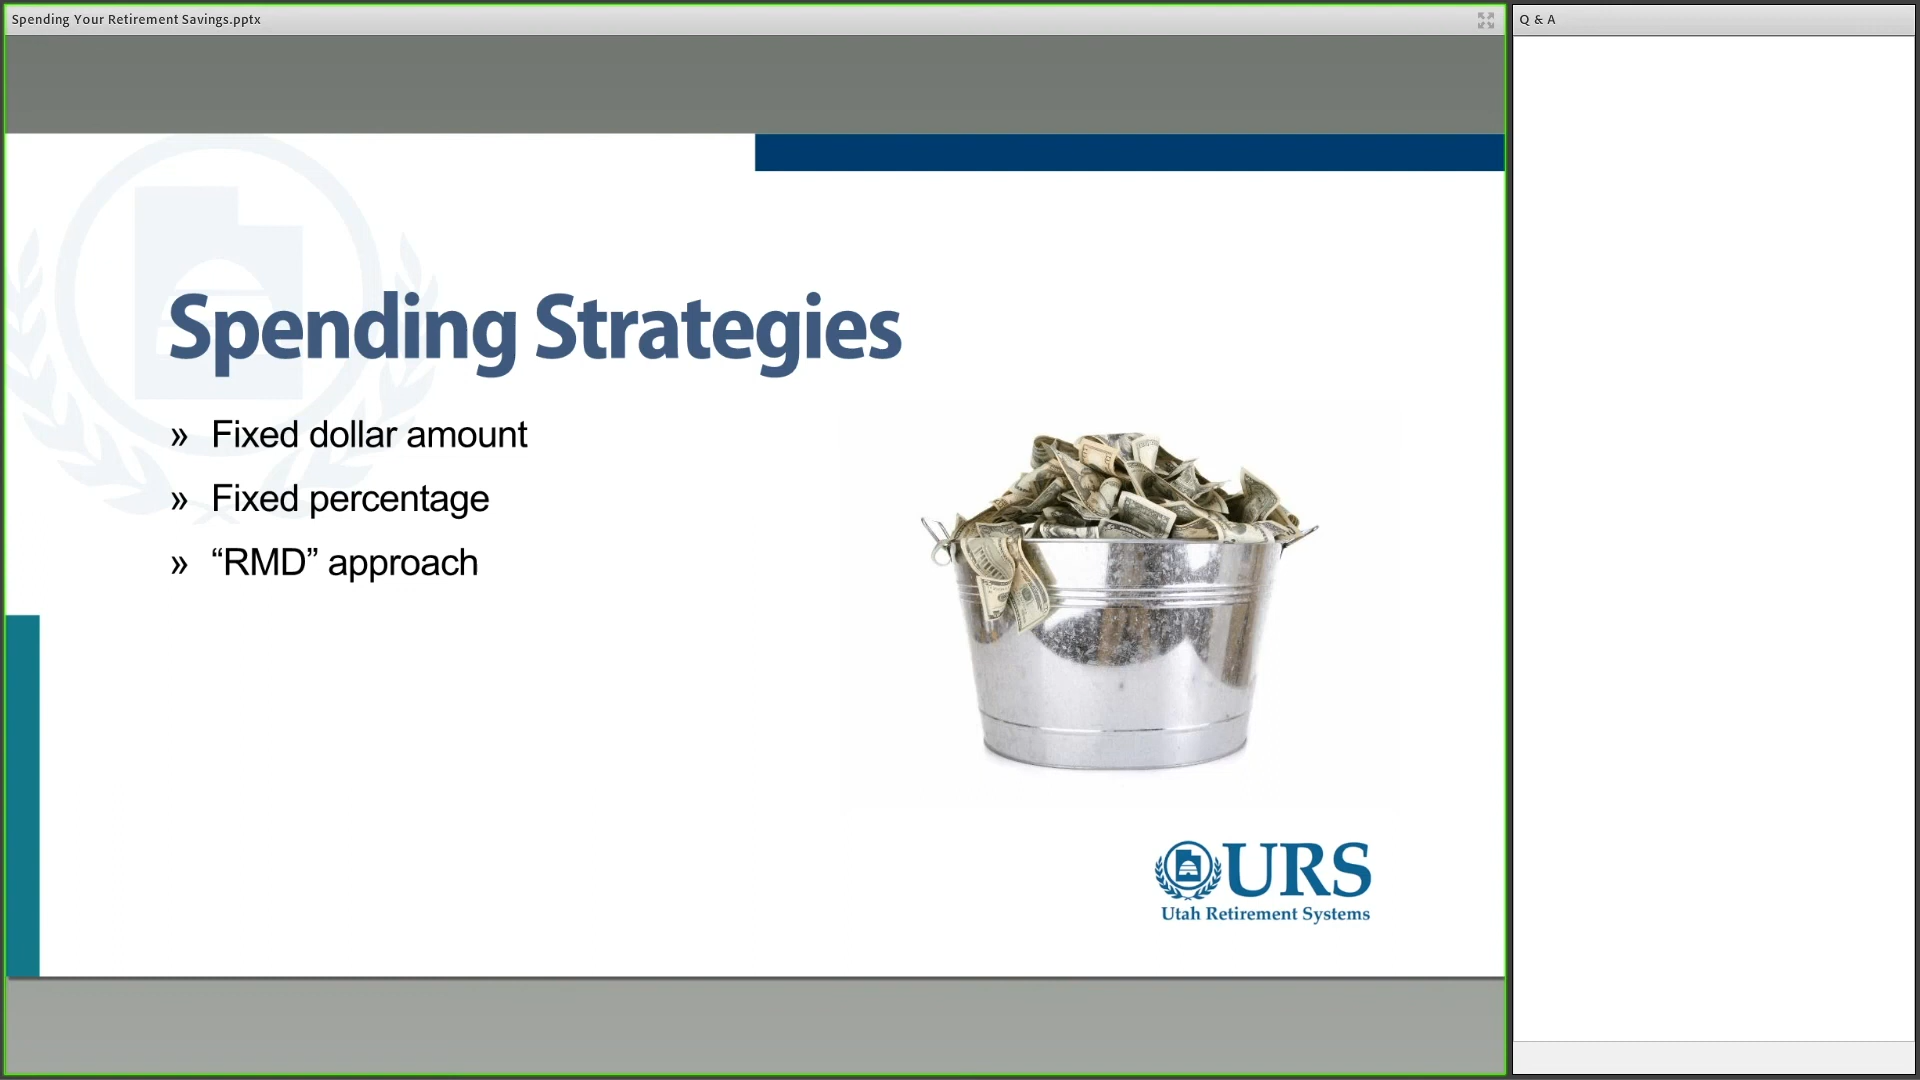 Spending Your Retirement Savings.pptx
Q & A
Spending Strategies
» Fixed dollar amount
» Fixed percentage
» “RMD” approach
URS
Utah Retirement Systems